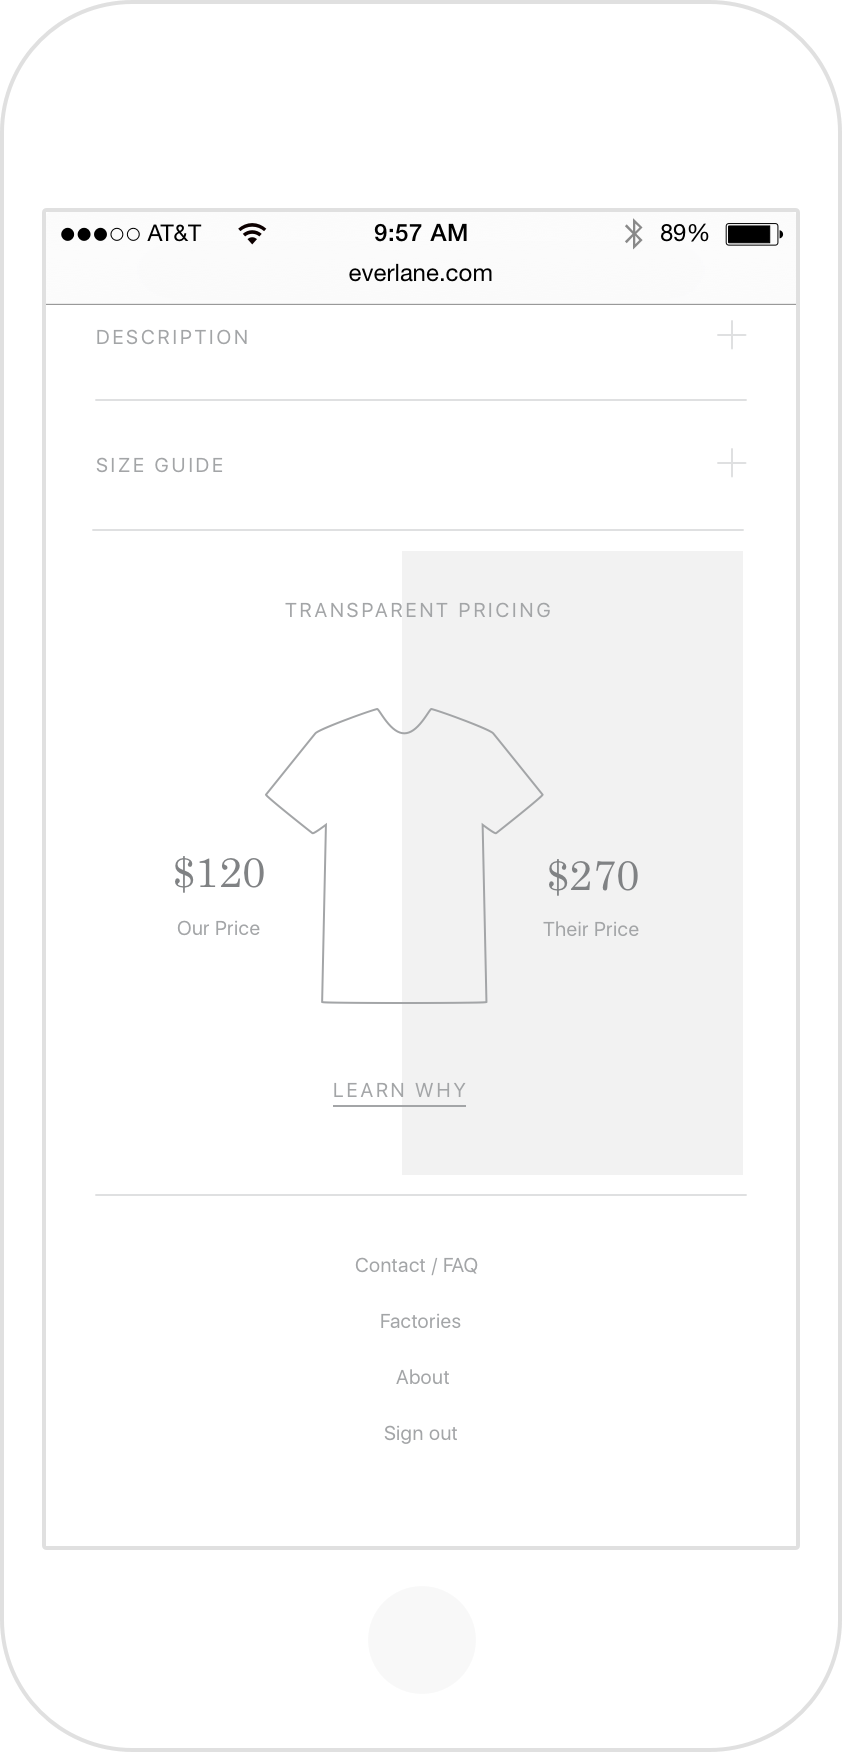 AT&T 9:57 AM 89%
everlane.com
DESCRIPTION
SIZE GUIDE
TRANSPARENT PRICING
$120 $270
Our Price Their Price
LEARN WHY
Contact / FAQ
Factories
About
Sign out